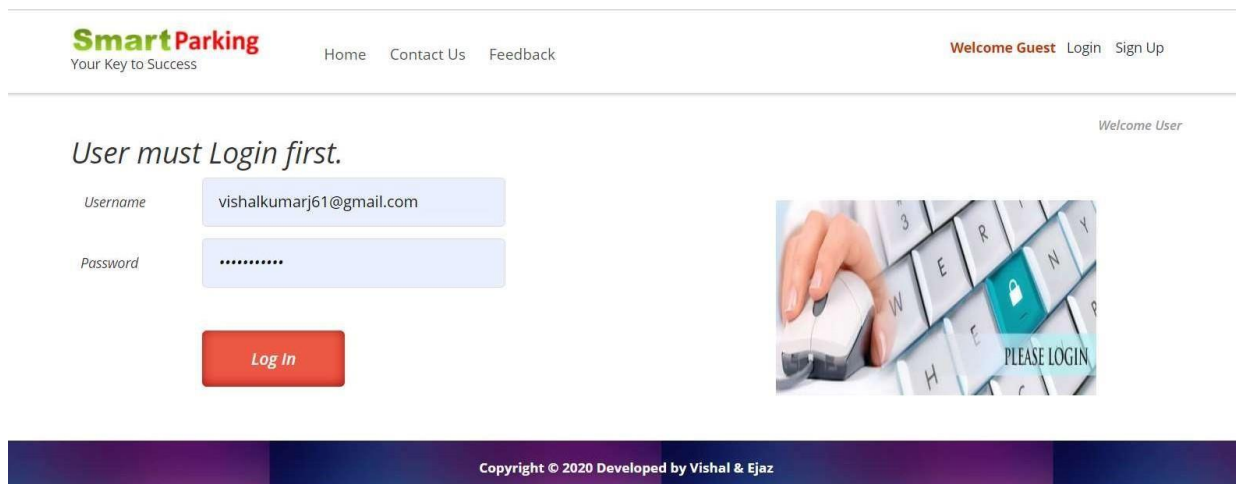 SmartParking
Your Key to Success
Home Contact Us Feedback
Welcome Guest Login Sign Up
Welcome User
User must Login first.
Username vishalkumarj61@gmail.com
Password •••••••••••
Log In
3
R
Y
E
N
W
E
H
C
PLEASE LOGIN
Copyright © 2020 Developed by Vishal & Ejaz